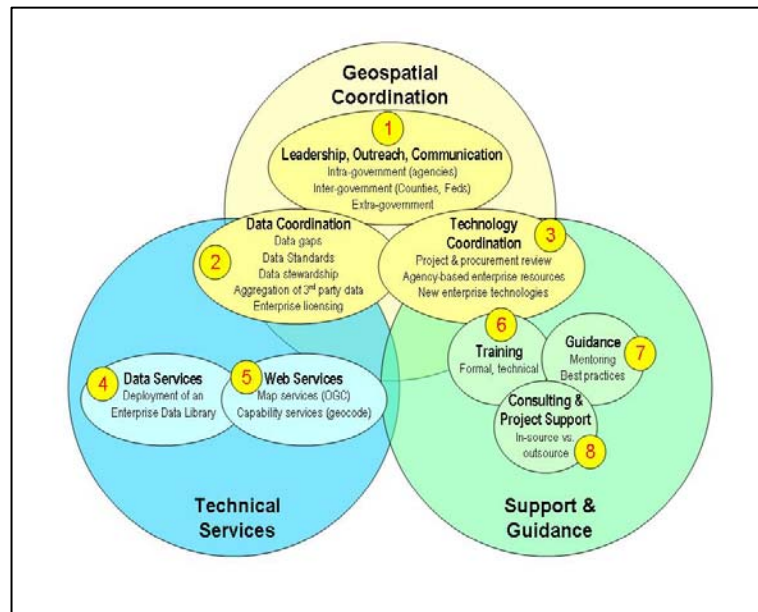 Geospatial
Coordination
1
Leadership, Outreach, Communication
Intra-government (agencies)
Inter-government (Counties, Feds)
Extra-government
Data Coordination
2
Data gaps
Data Standards
Data stewardship
Aggregation of 3rd party data
Enterprise licensing
Technology
Coordination
3
Project & procurement review
Agency-based enterprise resources
New enterprise technologies
4
Data Services
Deployment of an
Enterprise Data Library
5
Web Services
Map services (OGC)
Capability services (geocode)
6
Training
Formal, technical
Guidance
7
Mentoring
Best practices
Consulting &
Project Support
In-source vs.
outsource
8
Technical
Services
Support &
Guidance